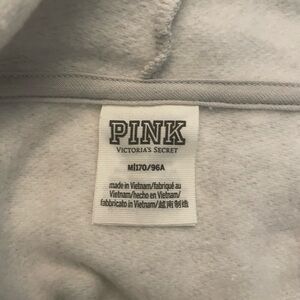 PINK
VICTORIA'S SECRET
M|170/96A
made in Vietnam/fabriqué au
Vietnam/hecho en Vietnam/
fabbricato in Vietnam/越南制造